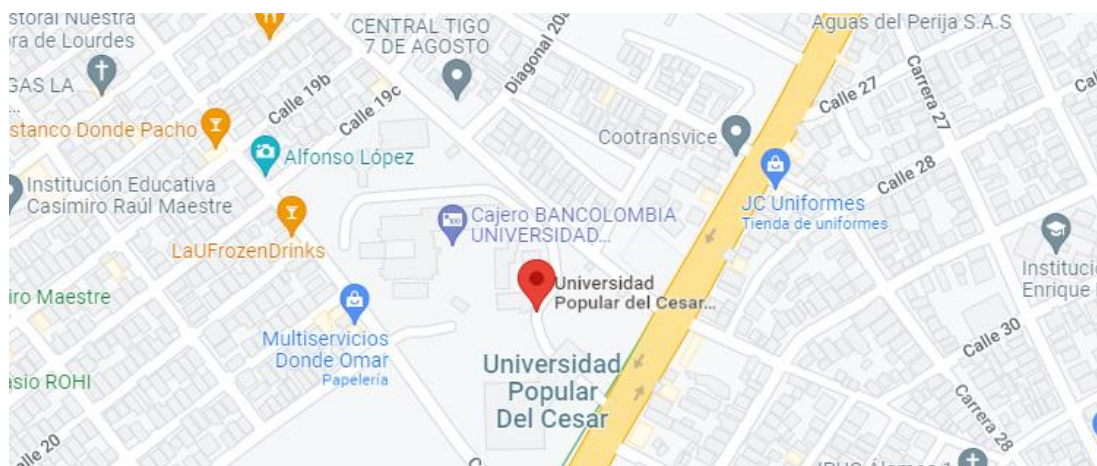 storal Nuestra
ora de Lourdes
CENTRAL TIGO
7 DE AGOSTO
Diagonal 20
Aguas del Perija S.A.S
GAS LA
...
Calle 19b
Calle 19c
Calle 27
Carrera 27
stanco Donde Pacho
Cootransvice
Alfonso López
Calle 28
Institución Educativa
Casimiro Raúl Maestre
JC Uniformes
Tienda de uniformes
Cajero BANCOLOMBIA
UNIVERSIDAD...
LaUFrozenDrinks
Universidad
Popular del Cesar...
Instituci
Enrique
iro Maestre
Multiservicios
Donde Omar
Papelería
Calle 30
Universidad
Popular
Del Cesar
asio ROHI
Carrera 28
lle 20